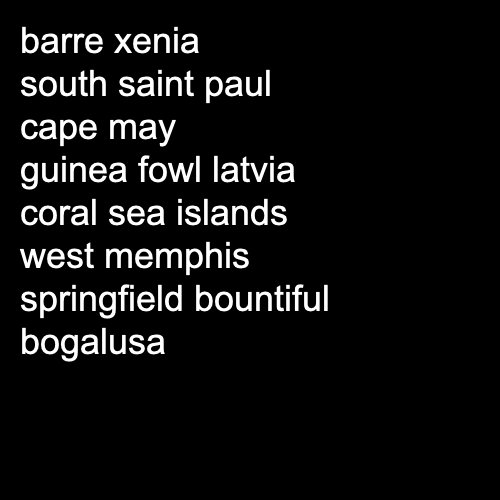 barre xenia
south saint paul
cape may
guinea fowl latvia
coral sea islands
west memphis
springfield bountiful
bogalusa